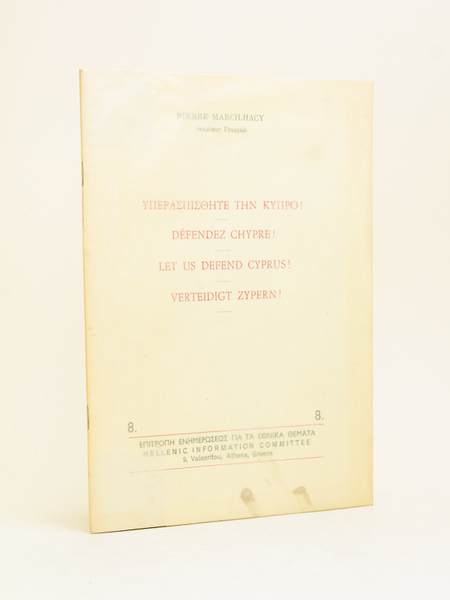 PIERRE MARCILHACY
Sénateur Français
ΥΠΕΡΑΣΠΙΣΘΗΤΕ ΤΗΝ ΚΥΠΡΟ!
DÉFENDEZ CHYPRE!
LET US DEFEND CYPRUS!
VERTEIDIGT ZYPERN!
8. 8.
ΕΠΙΤΡΟΠΗ ΕΝΗΜΕΡΩΣΕΩΣ ΓΙΑ ΤΑ ΕΘΝΙΚΑ ΘΕΜΑΤΑ
HELLENIC INFORMATION COMMITTEE
9, Valaoritou, Athens, Greece